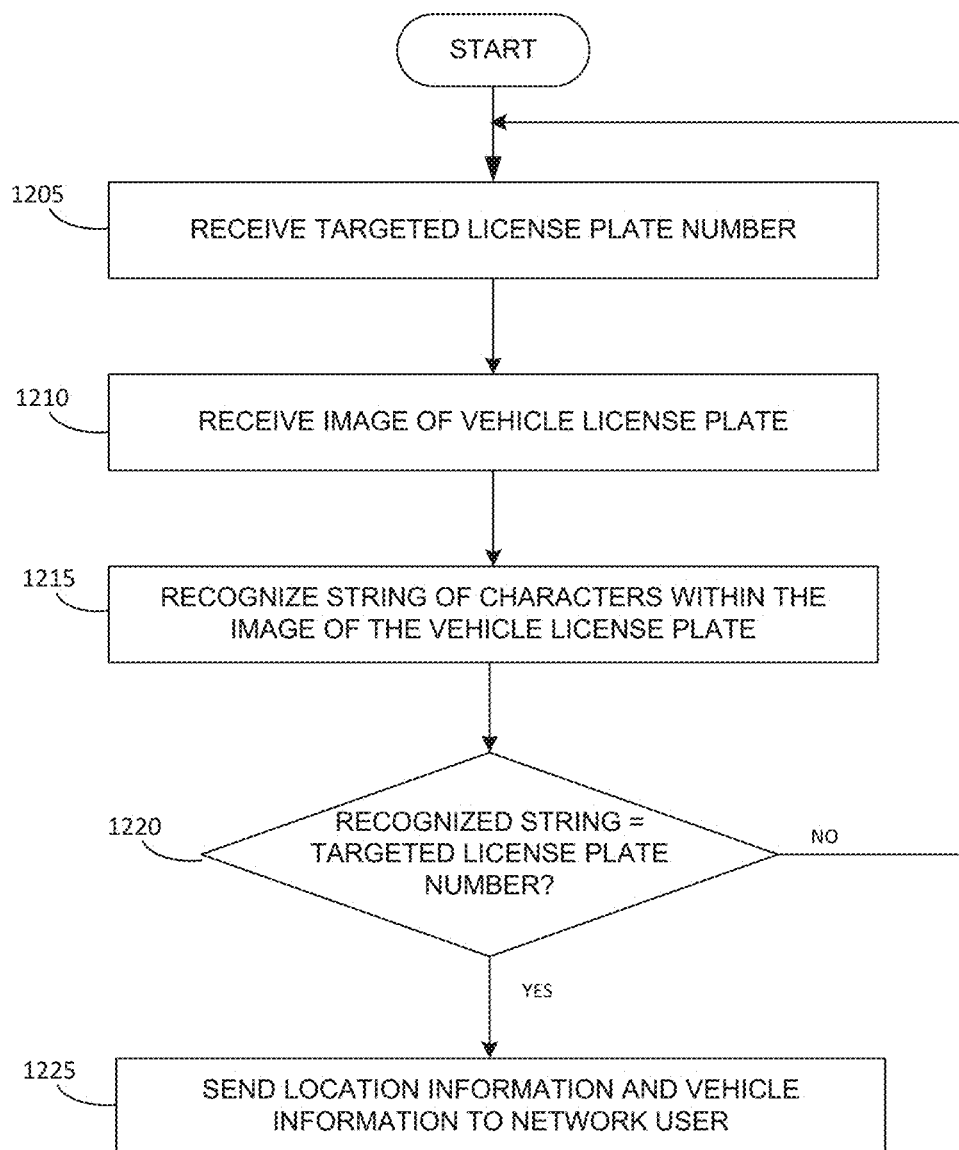 START
1205
RECEIVE TARGETED LICENSE PLATE NUMBER
1210
RECEIVE IMAGE OF VEHICLE LICENSE PLATE
1215
RECOGNIZE STRING OF CHARACTERS WITHIN THE
IMAGE OF THE VEHICLE LICENSE PLATE
1220
RECOGNIZED STRING =
TARGETED LICENSE PLATE
NUMBER?
NO
YES
1225
SEND LOCATION INFORMATION AND VEHICLE
INFORMATION TO NETWORK USER